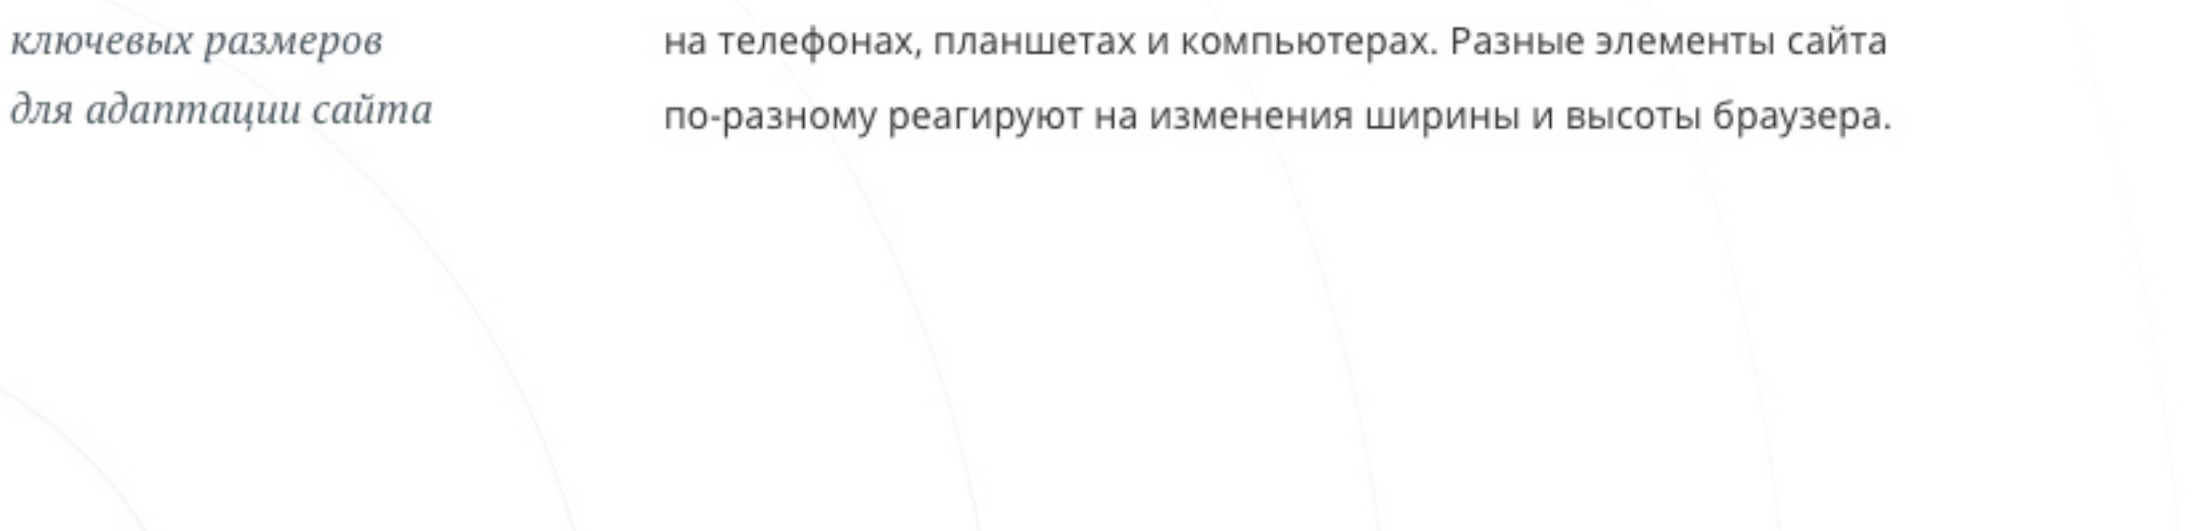 ключевых размеров
для адаптации сайта
на телефонах, планшетах и компьютерах. Разные элементы сайта
по-разному реагируют на изменения ширины и высоты браузера.